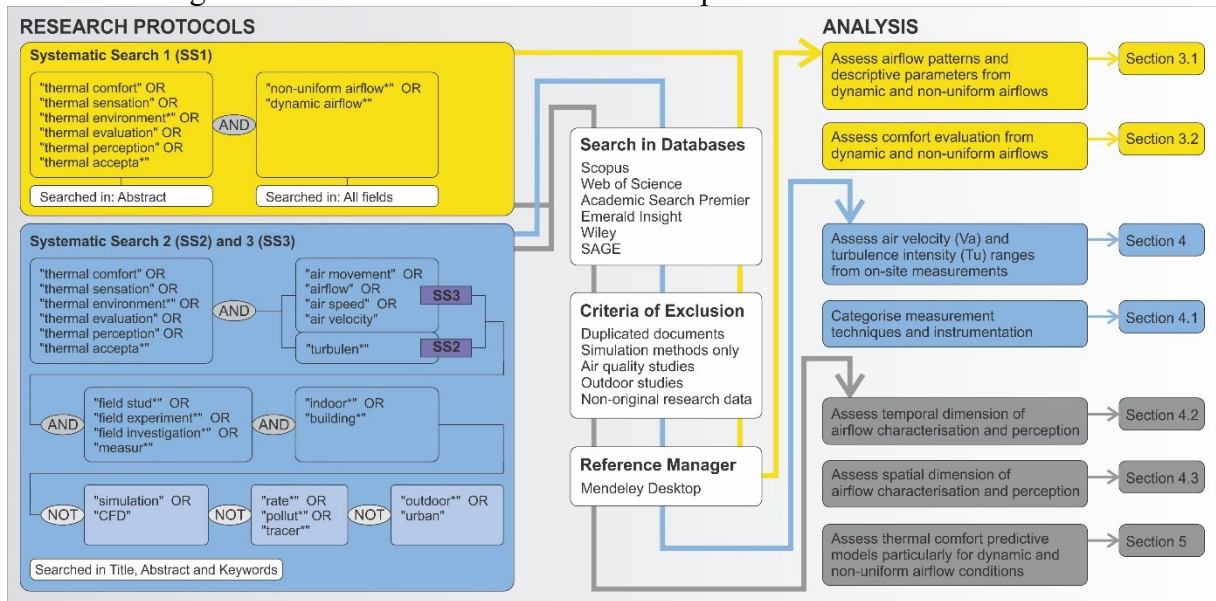 RESEARCH PROTOCOLS
Systematic Search 1 (SS1)
"thermal comfort" OR
"thermal sensation" OR
"thermal environment*" OR
"thermal evaluation" OR
"thermal perception" OR
"thermal accepta*"
AND
"non-uniform airflow*" OR
"dynamic airflow*"
Searched in: Abstract
Searched in: All fields
Systematic Search 2 (SS2) and 3 (SS3)
"thermal comfort" OR
"thermal sensation" OR
"thermal environment*" OR
"thermal evaluation" OR
"thermal perception" OR
"thermal accepta*"
AND
"air movement" OR
"airflow" OR
"air speed" OR
"air velocity"
SS3
"turbulen*"
SS2
AND
"field stud*" OR
"field experiment*" OR
"field investigation*" OR
"measur*"
AND
"indoor*" OR
"building*"
NOT
"simulation" OR
"CFD"
NOT
"rate*" OR
"pollut*" OR
"tracer*"
NOT
"outdoor*" OR
"urban"
Searched in Title, Abstract and Keywords
Search in Databases
Scopus
Web of Science
Academic Search Premier
Emerald Insight
Wiley
SAGE
Criteria of Exclusion
Duplicated documents
Simulation methods only
Air quality studies
Outdoor studies
Non-original research data
Reference Manager
Mendeley Desktop
ANALYSIS
Assess airflow patterns and
descriptive parameters from
dynamic and non-uniform airflows
Section 3.1
Assess comfort evaluation from
dynamic and non-uniform airflows
Section 3.2
Assess air velocity (Va) and
turbulence intensity (Tu) ranges
from on-site measurements
Section 4
Categorise measurement
techniques and instrumentation
Section 4.1
Assess temporal dimension of
airflow characterisation and perception
Section 4.2
Assess spatial dimension of
airflow characterisation and perception
Section 4.3
Assess thermal comfort predictive
models particularly for dynamic and
non-uniform airflow conditions
Section 5